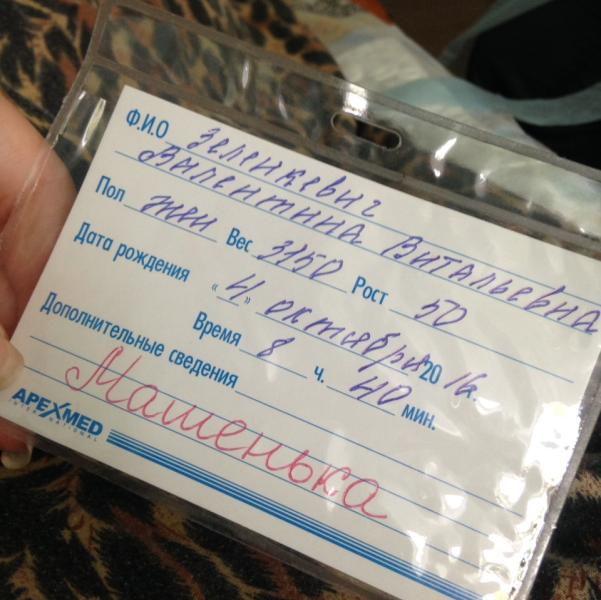 Ф.И.О Зеленкевич
Валентина Витальевна
Пол жен Вес 3150 Рост 50
Дата рождения «4» октября 2016 г.
Время 8 ч. 40 мин.
Дополнительные сведения
Машенька
APEXMED
INTERNATIONAL